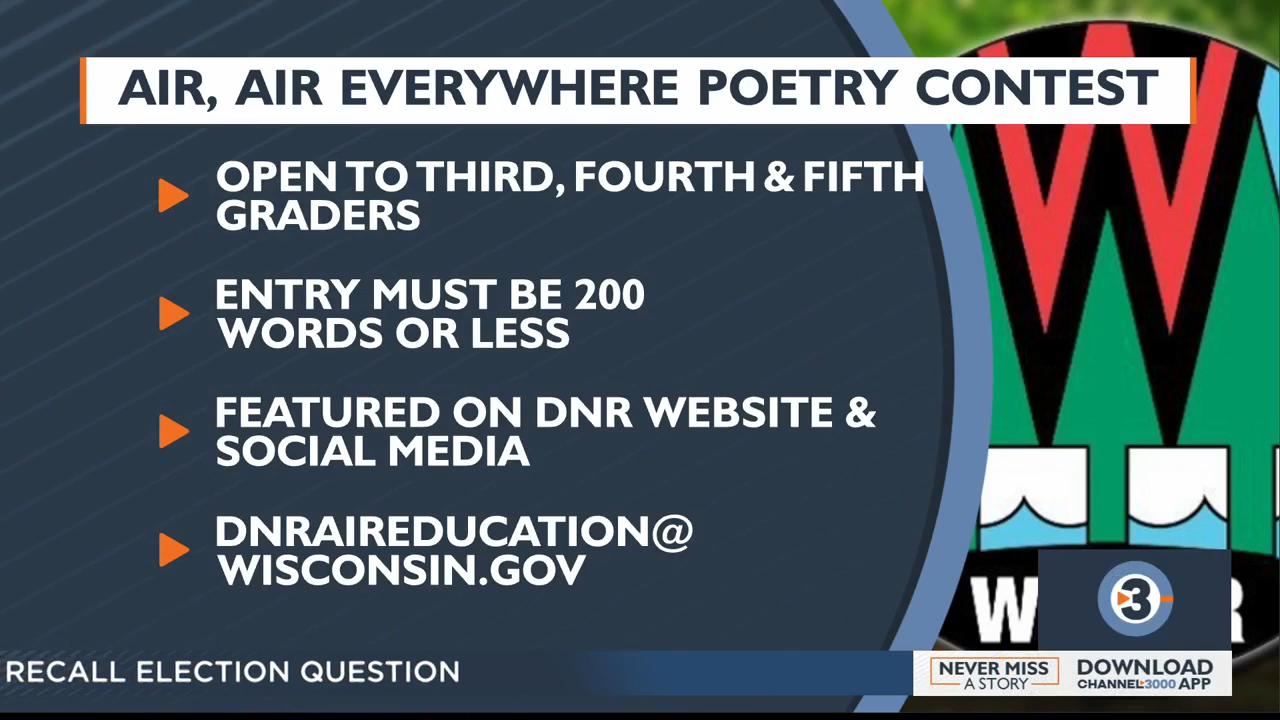 AIR, AIR EVERYWHERE POETRY CONTEST
OPEN TO THIRD, FOURTH & FIFTH
GRADERS
ENTRY MUST BE 200
WORDS OR LESS
FEATURED ON DNR WEBSITE &
SOCIAL MEDIA
DNRAIREDUCATION@
WISCONSIN.GOV
3
RECALL ELECTION QUESTION
NEVER MISS
A STORY
DOWNLOAD
CHANNEL3000 APP